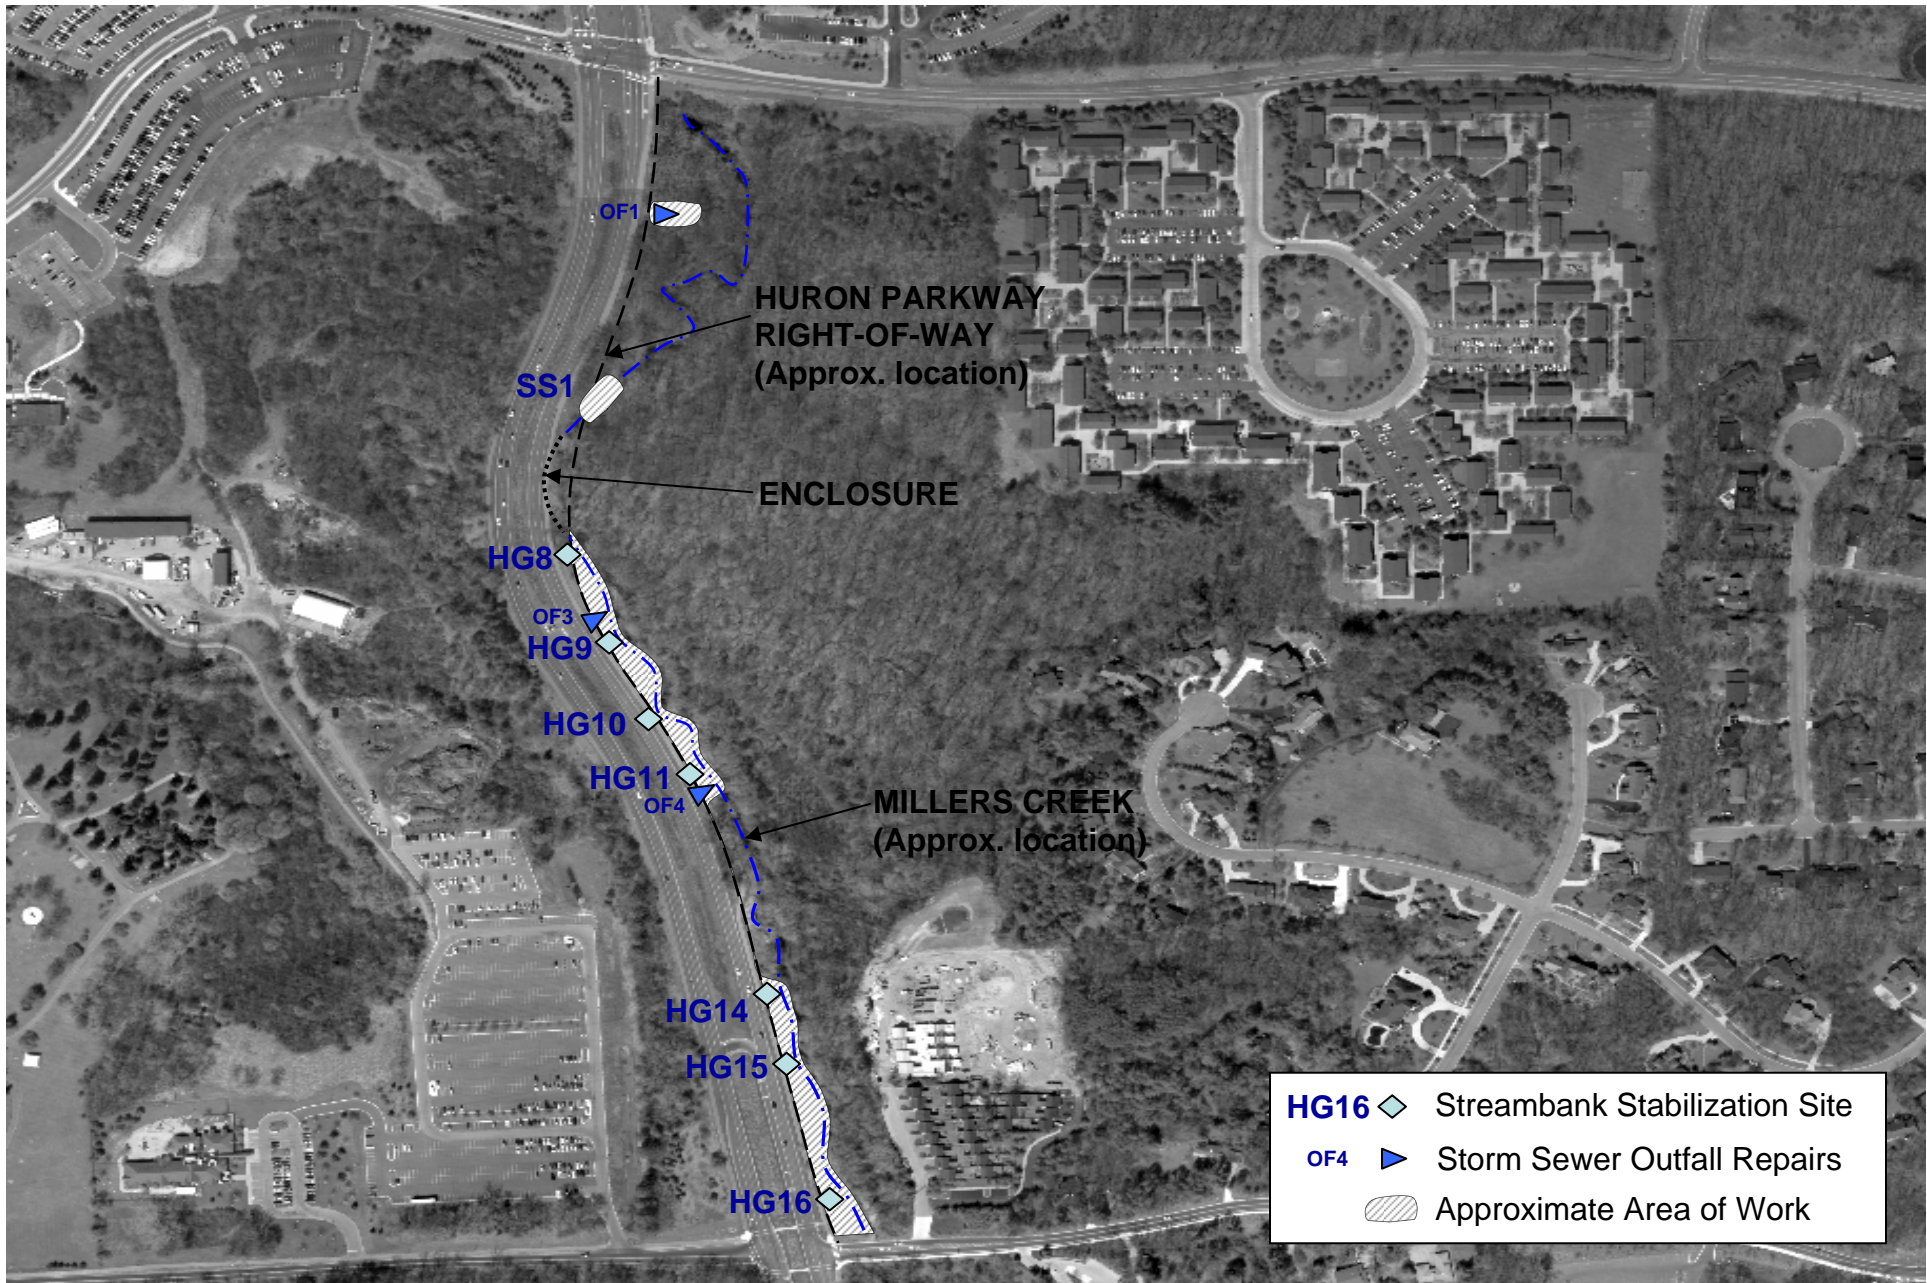 OF1
HURON PARKWAY
RIGHT-OF-WAY
(Approx. location)
SS1
ENCLOSURE
HG8
OF3
HG9
HG10
HG11
OF4
MILLERS CREEK
(Approx. location)
HG14
HG15
HG16
HG16 Streambank Stabilization Site
OF4 Storm Sewer Outfall Repairs
Approximate Area of Work